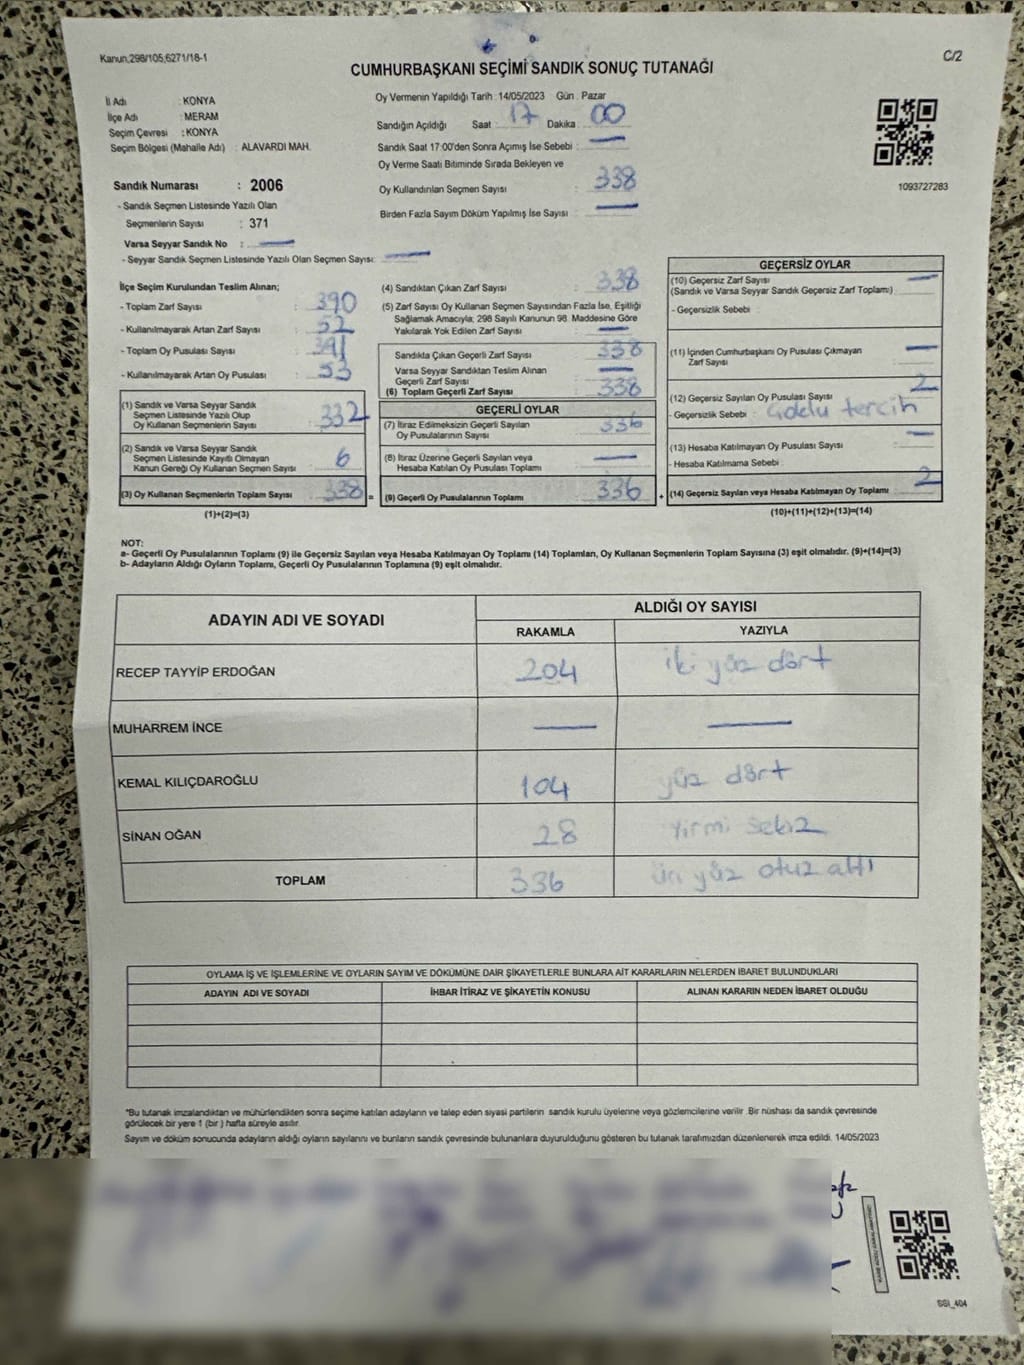 Kanun;298/105;6271/18-1
C/2
CUMHURBAŞKANI SEÇİMİ SANDIK SONUÇ TUTANAĞI
İl Adı : KONYA
İlçe Adı : MERAM
Seçim Çevresi : KONYA
Seçim Bölgesi (Mahalle Adı) : ALAVARDI MAH.
Sandık Numarası : 2006
- Sandık Seçmen Listesinde Yazılı Olan
Seçmenlerin Sayısı : 371
Varsa Seyyar Sandık No :
- Seyyar Sandık Seçmen Listesinde Yazılı Olan Seçmen Sayısı:
Oy Vermenin Yapıldığı Tarih : 14/05/2023 Gün : Pazar
Sandığın Açıldığı Saat : 17 Dakika : 00
Sandık Saat 17:00'den Sonra Açımış İse Sebebi :
Oy Verme Saati Bitiminde Sırada Bekleyen ve
Oy Kullandırılan Seçmen Sayısı : 338
Birden Fazla Sayım Döküm Yapılmış İse Sayısı :
1093727283
İlçe Seçim Kurulundan Teslim Alınan;
- Toplam Zarf Sayısı : 390
- Kullanılmayarak Artan Zarf Sayısı : 52
- Toplam Oy Pusulası Sayısı : 391
- Kullanılmayarak Artan Oy Pusulası : 53
(1) Sandık ve Varsa Seyyar Sandık
Seçmen Listesinde Yazılı Olup
Oy Kullanan Seçmenlerin Sayısı : 332
(2) Sandık ve Varsa Seyyar Sandık
Seçmen Listesinde Kayıtlı Olmayan
Kanun Gereği Oy Kullanan Seçmen Sayısı : 6
(3) Oy Kullanan Seçmenlerin Toplam Sayısı : 338 =
(1)+(2)=(3)
(4) Sandıktan Çıkan Zarf Sayısı : 338
(5) Zarf Sayısı Oy Kullanan Seçmen Sayısından Fazla İse, Eşitliği
Sağlamak Amacıyla; 298 Sayılı Kanunun 98. Maddesine Göre
Yakılarak Yok Edilen Zarf Sayısı :
Sandıkta Çıkan Geçerli Zarf Sayısı : 338
Varsa Seyyar Sandıktan Teslim Alınan
Geçerli Zarf Sayısı :
(6) Toplam Geçerli Zarf Sayısı : 338
GEÇERLİ OYLAR
(7) İtiraz Edilmeksizin Geçerli Sayılan
Oy Pusulalarının Sayısı : 336
(8) İtiraz Üzerine Geçerli Sayılan veya
Hesaba Katılan Oy Pusulası Toplamı :
(9) Geçerli Oy Pusulalarının Toplamı : 336 +
GEÇERSİZ OYLAR
(10) Geçersiz Zarf Sayısı :
(Sandık ve Varsa Seyyar Sandık Geçersiz Zarf Toplamı)
- Geçersizlik Sebebi :
(11) İçinden Cumhurbaşkanı Oy Pusulası Çıkmayan
Zarf Sayısı :
(12) Geçersiz Sayılan Oy Pusulası Sayısı : 2
- Geçersizlik Sebebi : tercih
(13) Hesaba Katılmayan Oy Pusulası Sayısı :
- Hesaba Katılmama Sebebi :
(14) Geçersiz Sayılan veya Hesaba Katılmayan Oy Toplamı : 2
(10)+(11)+(12)+(13)=(14)
NOT:
a- Geçerli Oy Pusulalarının Toplamı (9) ile Geçersiz Sayılan veya Hesaba Katılmayan Oy Toplamı (14) Toplamları, Oy Kullanan Seçmenlerin Toplam Sayısına (3) eşit olmalıdır. (9)+(14)=(3)
b- Adayların Aldığı Oyların Toplamı, Geçerli Oy Pusulalarının Toplamına (9) eşit olmalıdır.
ADAYIN ADI VE SOYADI
ALDIĞI OY SAYISI
RAKAMLA YAZIYLA
RECEP TAYYİP ERDOĞAN 204 iki yüz dört
MUHARREM İNCE
KEMAL KILIÇDAROĞLU 104 yüz dört
SİNAN OĞAN 28 Yirmi sekiz
TOPLAM 336 üç yüz otuz altı
OYLAMA İŞ VE İŞLEMLERİNE VE OYLARIN SAYIM VE DÖKÜMÜNE DAİR ŞİKAYETLERLE BUNLARA AİT KARARLARIN NELERDEN İBARET BULUNDUKLARI
ADAYIN ADI VE SOYADI İHBAR İTİRAZ VE ŞİKAYETİN KONUSU ALINAN KARARIN NEDEN İBARET OLDUĞU
*Bu tutanak imzalandıktan ve mühürlendikten sonra seçime katılan adayların ve talep eden siyasi partilerin sandık kurulu üyelerine veya gözlemcilerine verilir. Bir nüshası da sandık çevresinde
görülecek bir yere 1 (bir) hafta süreyle asılır.
Sayım ve döküm sonucunda adayların aldığı oyların sayılarını ve bunların sandık çevresinde bulunanlara duyurulduğunu gösteren bu tutanak tarafımızdan düzenlenerek imza edildi. 14/05/2023
SSI_404